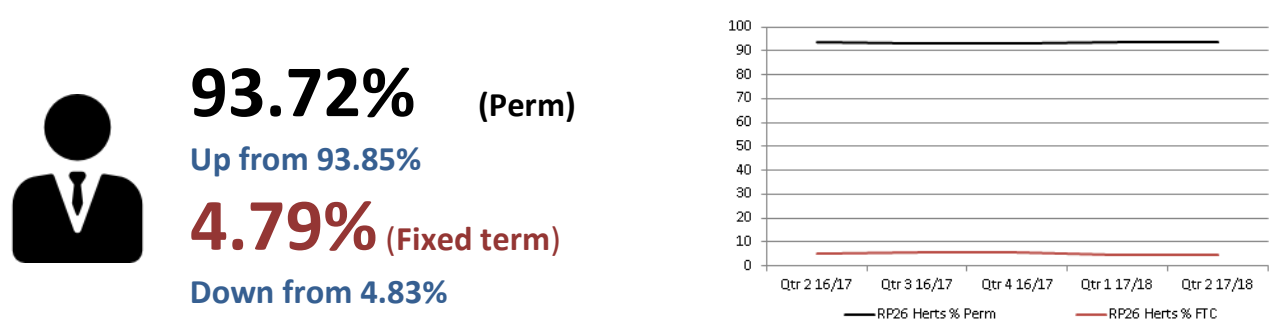 93.72% (Perm)
Up from 93.85%
4.79% (Fixed term)
Down from 4.83%
100
90
80
70
60
50
40
30
20
10
0
Qtr 2 16/17 Qtr 3 16/17 Qtr 4 16/17 Qtr 1 17/18 Qtr 2 17/18
RP26 Herts % Perm RP26 Herts % FTC